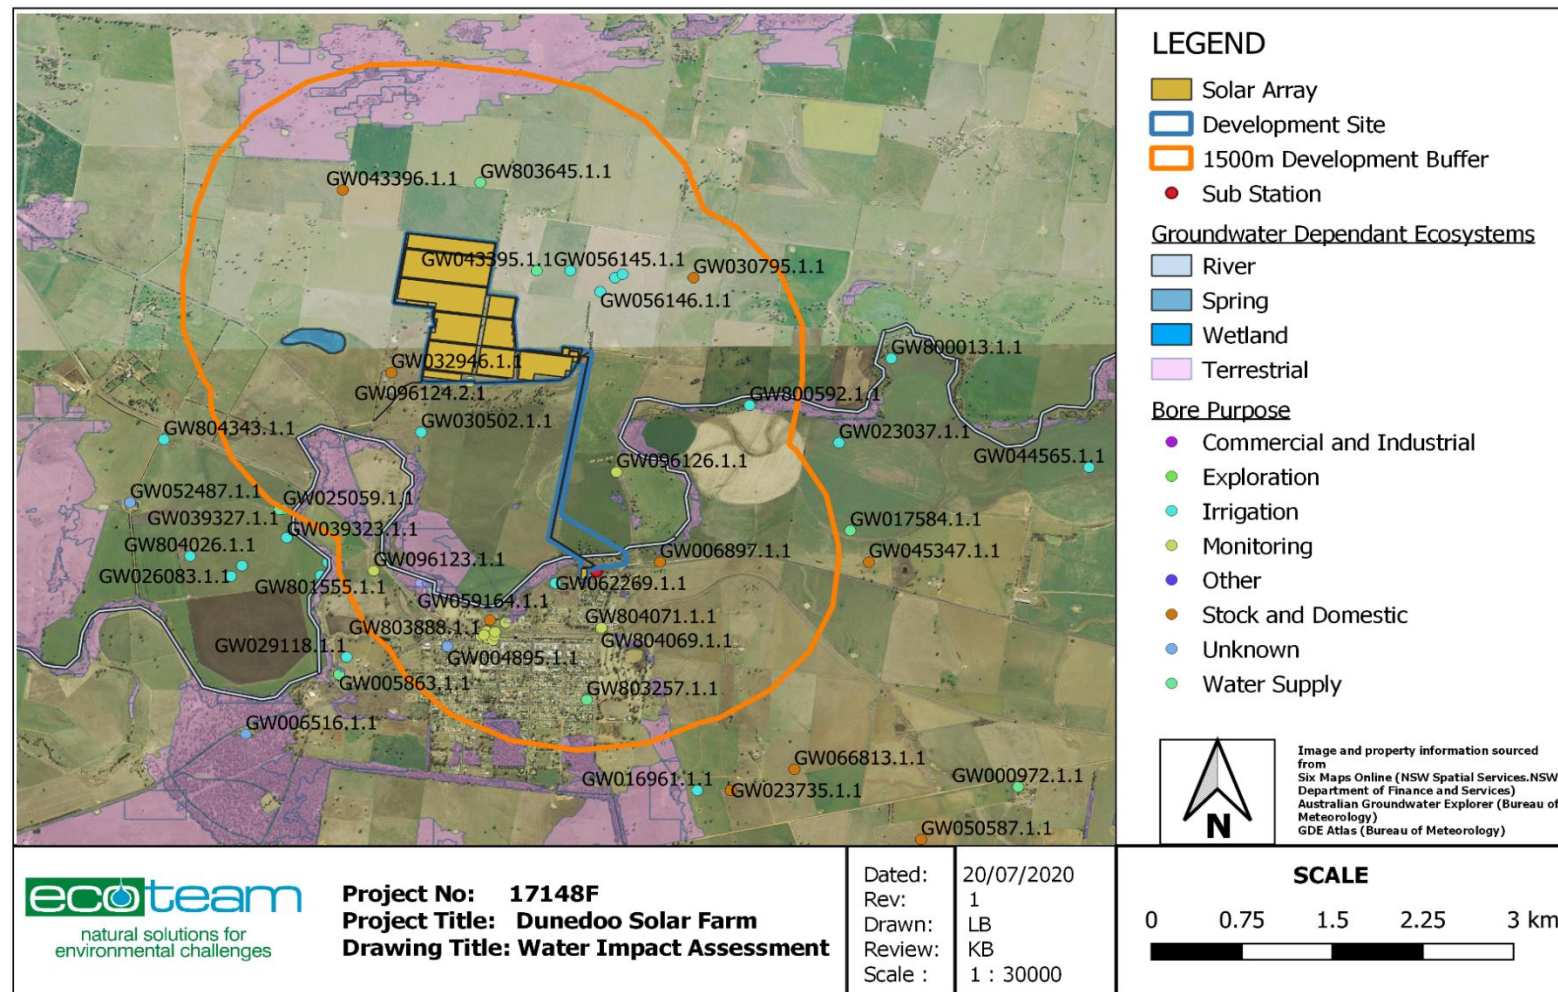 GW043396.1.1
GW803645.1.1
GW043395.1.1
GW056145.1.1
GW030795.1.1
GW056146.1.1
GW032946.1.1
GW800013.1.1
GW096124.2.1
GW800592.1.1
GW804343.1.1
GW030502.1.1
GW023037.1.1
GW044565.1.1
GW096126.1.1
GW052487.1.1
GW025059.1.1
GW039327.1.1
GW039323.1.1
GW017584.1.1
GW804026.1.1
GW096123.1.1
GW006897.1.1
GW045347.1.1
GW026083.1.1
GW801555.1.1
GW062269.1.1
GW059164.1.1
GW804071.1.1
GW803888.1.1
GW804069.1.1
GW029118.1.1
GW004895.1.1
GW005863.1.1
GW803257.1.1
GW006516.1.1
GW066813.1.1
GW016961.1.1
GW023735.1.1
GW000972.1.1
GW050587.1.1
LEGEND
Solar Array
Development Site
1500m Development Buffer
Sub Station
Groundwater Dependant Ecosystems
River
Spring
Wetland
Terrestrial
Bore Purpose
Commercial and Industrial
Exploration
Irrigation
Monitoring
Other
Stock and Domestic
Unknown
Water Supply
N
Image and property information sourced
from
Six Maps Online (NSW Spatial Services.NSW
Department of Finance and Services)
Australian Groundwater Explorer (Bureau of
Meteorology)
GDE Atlas (Bureau of Meteorology)
ecoteam
natural solutions for
environmental challenges
Project No: 17148F
Project Title: Dunedoo Solar Farm
Drawing Title: Water Impact Assessment
Dated: 20/07/2020
Rev: 1
Drawn: LB
Review: KB
Scale : 1 : 30000
SCALE
0 0.75 1.5 2.25 3 km